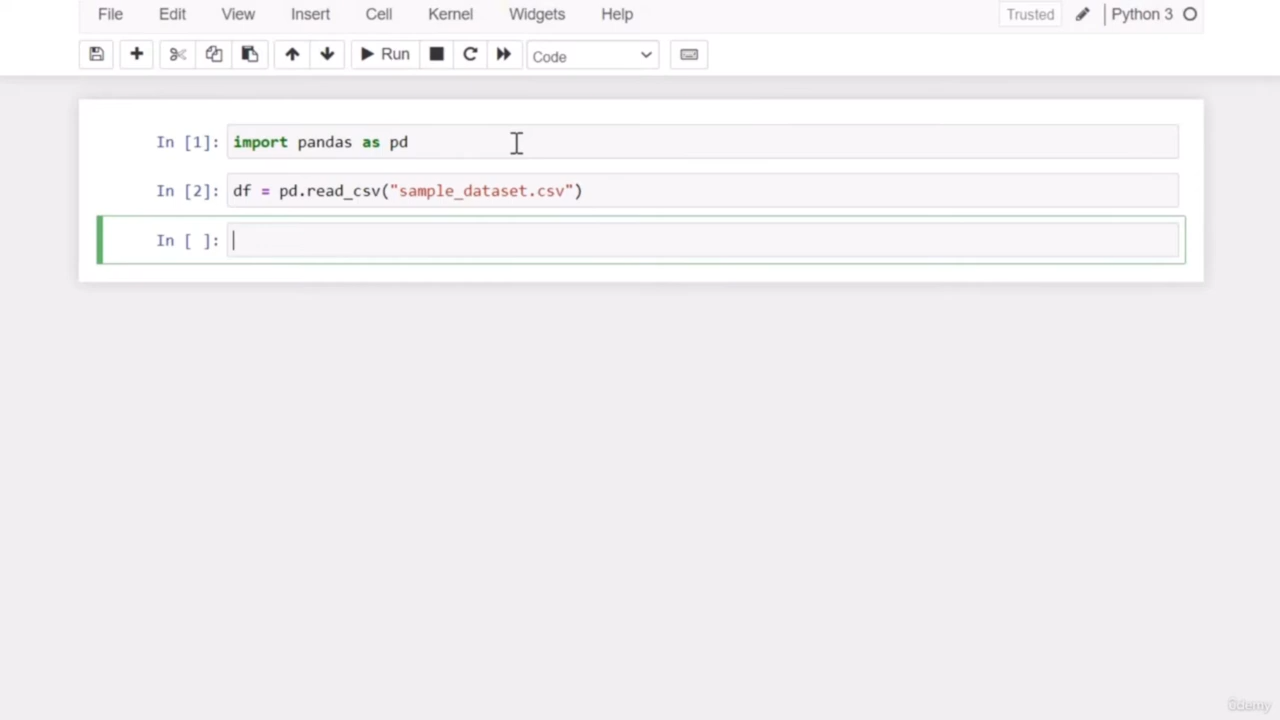 File Edit View Insert Cell Kernel Widgets Help Trusted Python 3
Run Code
In [1]: import pandas as pd
In [2]: df = pd.read_csv("sample_dataset.csv")
In [ ]:
ûdemy